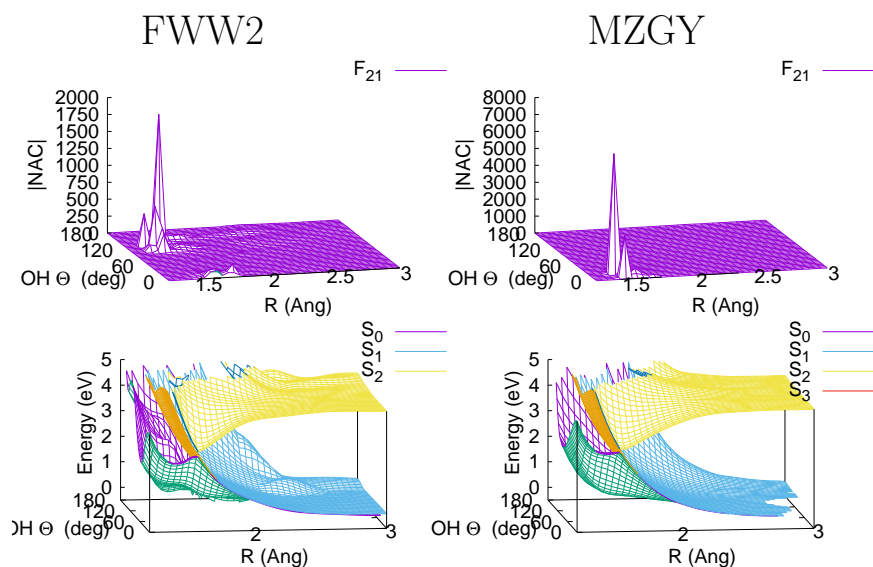 FWW2
MZGY
F21
2000
1750
1500
1250
1000
750
500
250
0
|NAC|
180
120
60
0
OH Θ (deg)
1.5
2
2.5
3
R (Ang)
F21
8000
7000
6000
5000
4000
3000
2000
1000
0
|NAC|
180
120
60
0
OH Θ (deg)
1.5
2
2.5
3
R (Ang)
S0
S1
S2
5
4
3
2
1
0
Energy (eV)
180
120
60
0
OH Θ (deg)
2
3
R (Ang)
S0
S1
S2
S3
5
4
3
2
1
0
Energy (eV)
180
120
60
0
OH Θ (deg)
2
3
R (Ang)